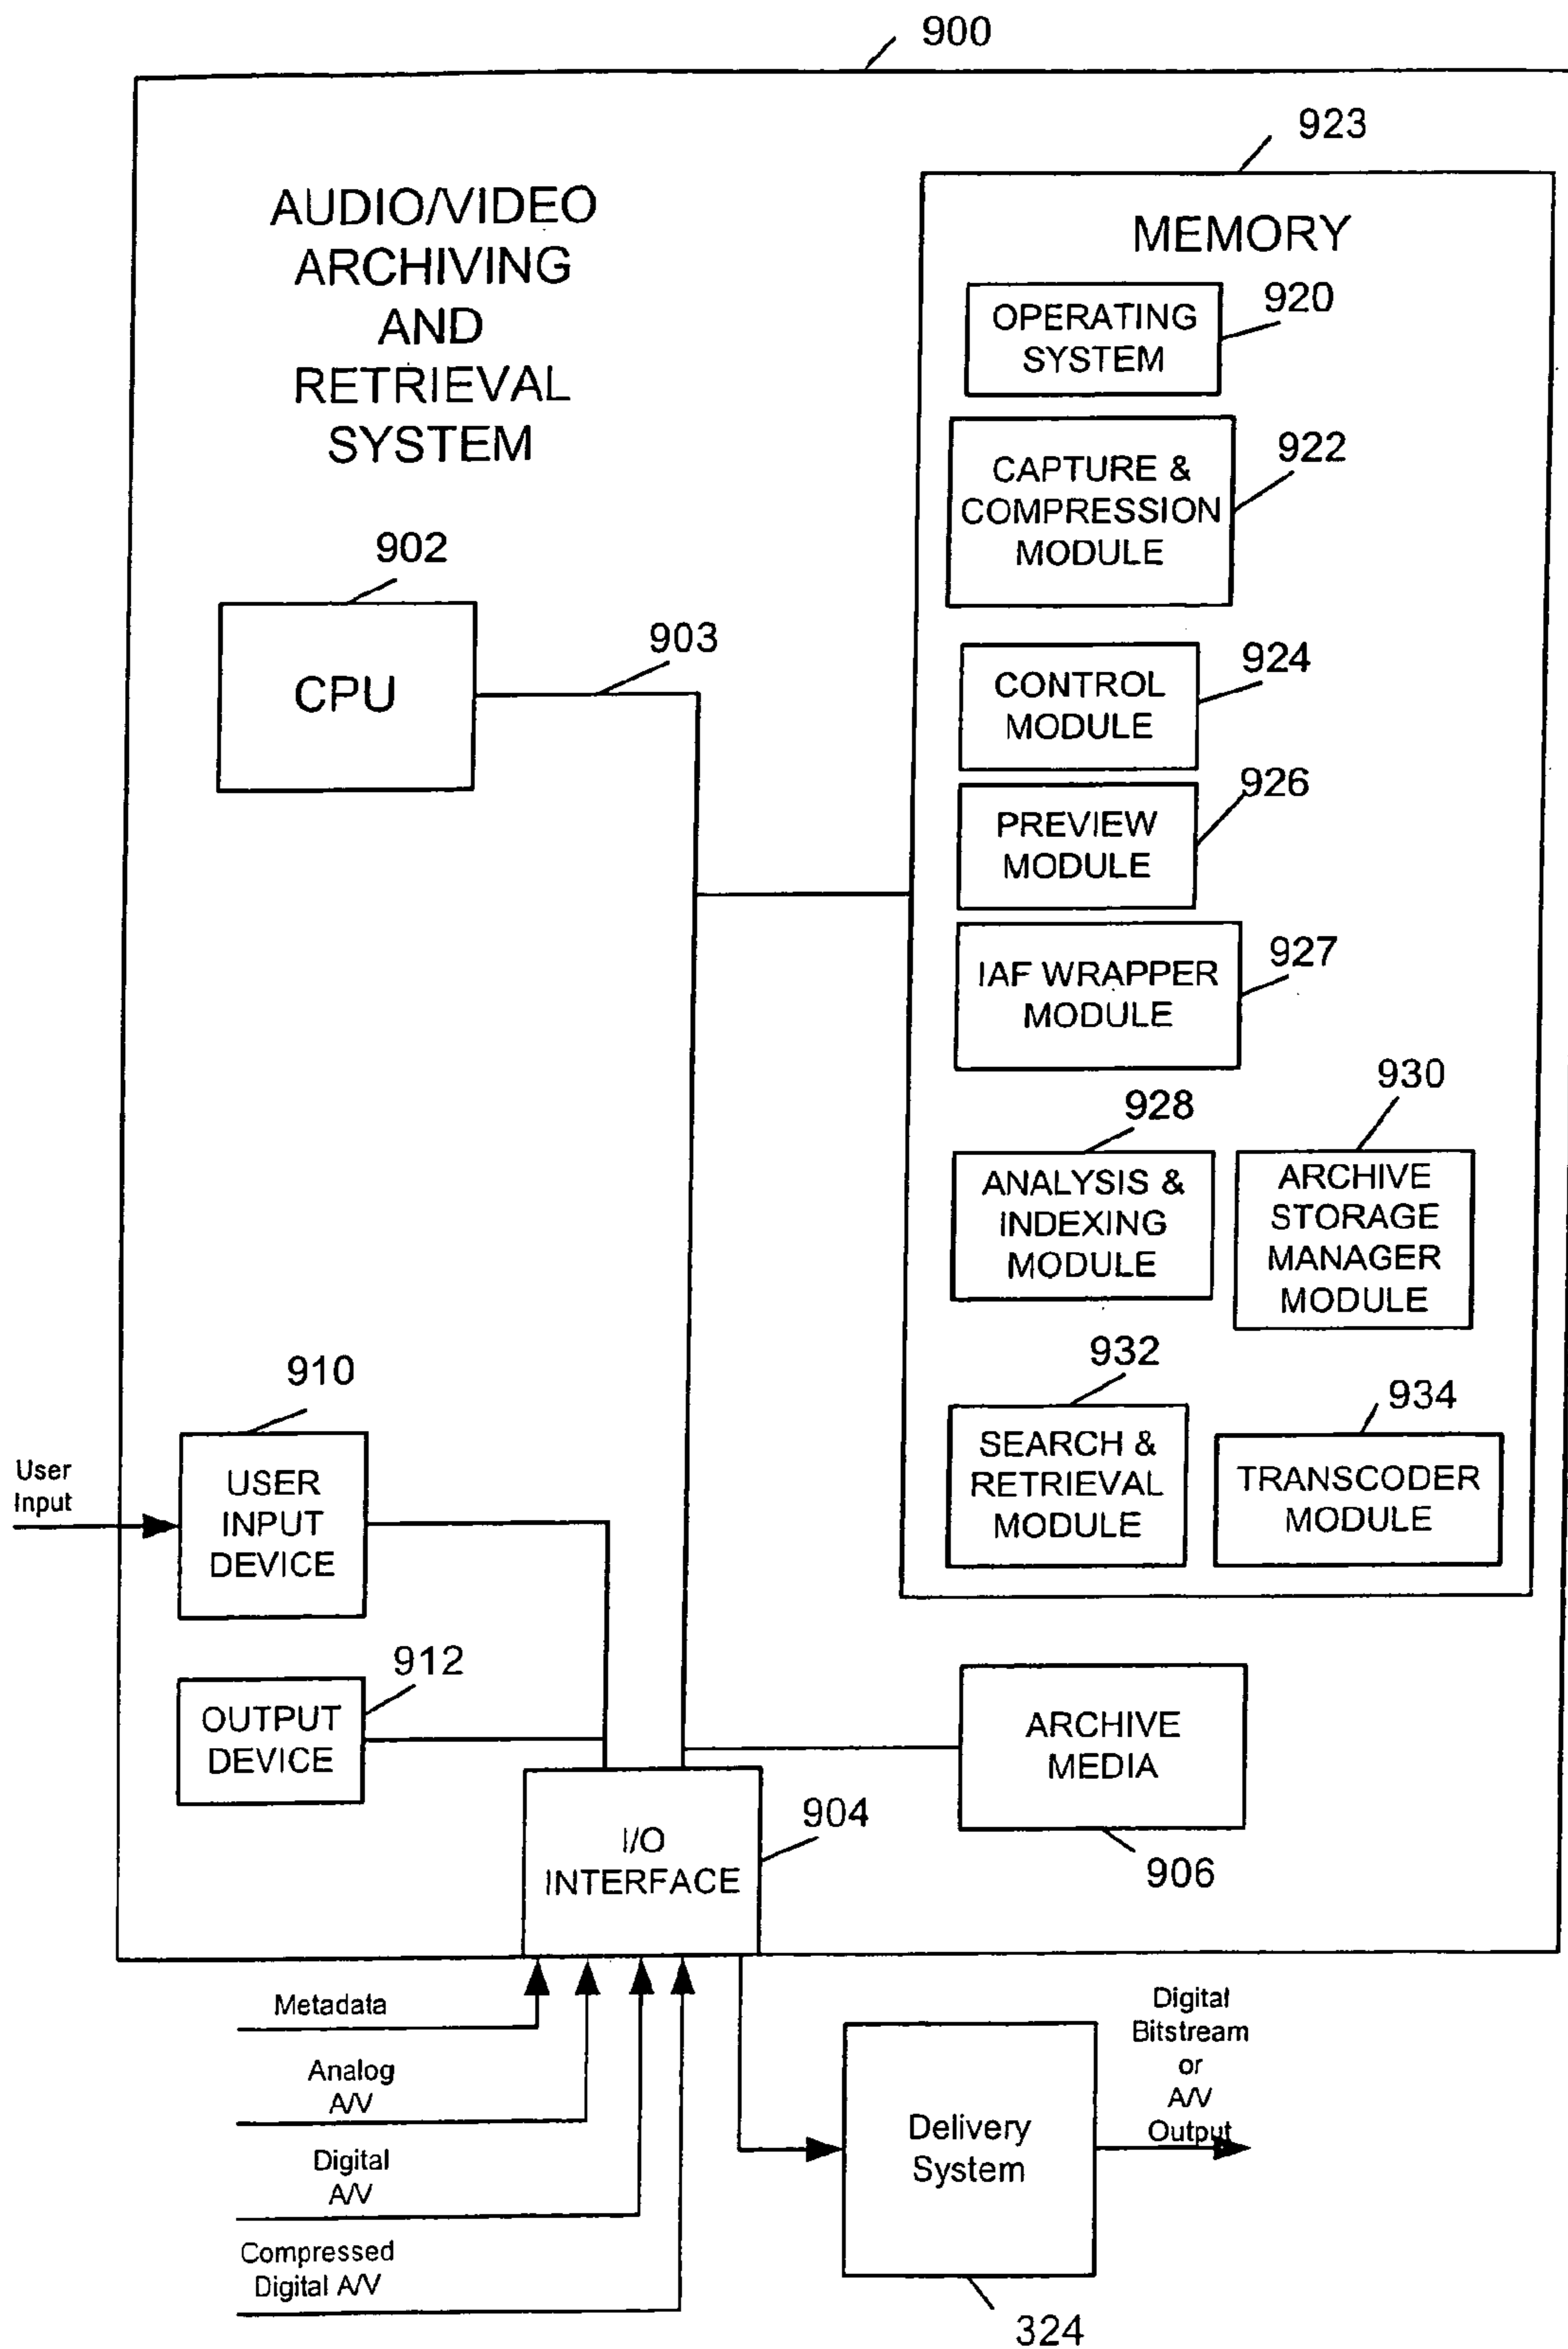 900
923
AUDIO/VIDEO
ARCHIVING
AND
RETRIEVAL
SYSTEM
MEMORY
920
OPERATING
SYSTEM
922
CAPTURE &
COMPRESSION
MODULE
902
CPU
903
924
CONTROL
MODULE
926
PREVIEW
MODULE
927
IAF WRAPPER
MODULE
928
ANALYSIS &
INDEXING
MODULE
930
ARCHIVE
STORAGE
MANAGER
MODULE
932
SEARCH &
RETRIEVAL
MODULE
934
TRANSCODER
MODULE
910
User
Input
USER
INPUT
DEVICE
912
OUTPUT
DEVICE
ARCHIVE
MEDIA
906
904
I/O
INTERFACE
Metadata
Analog
A/V
Digital
A/V
Compressed
Digital A/V
Delivery
System
324
Digital
Bitstream
or
A/V
Output